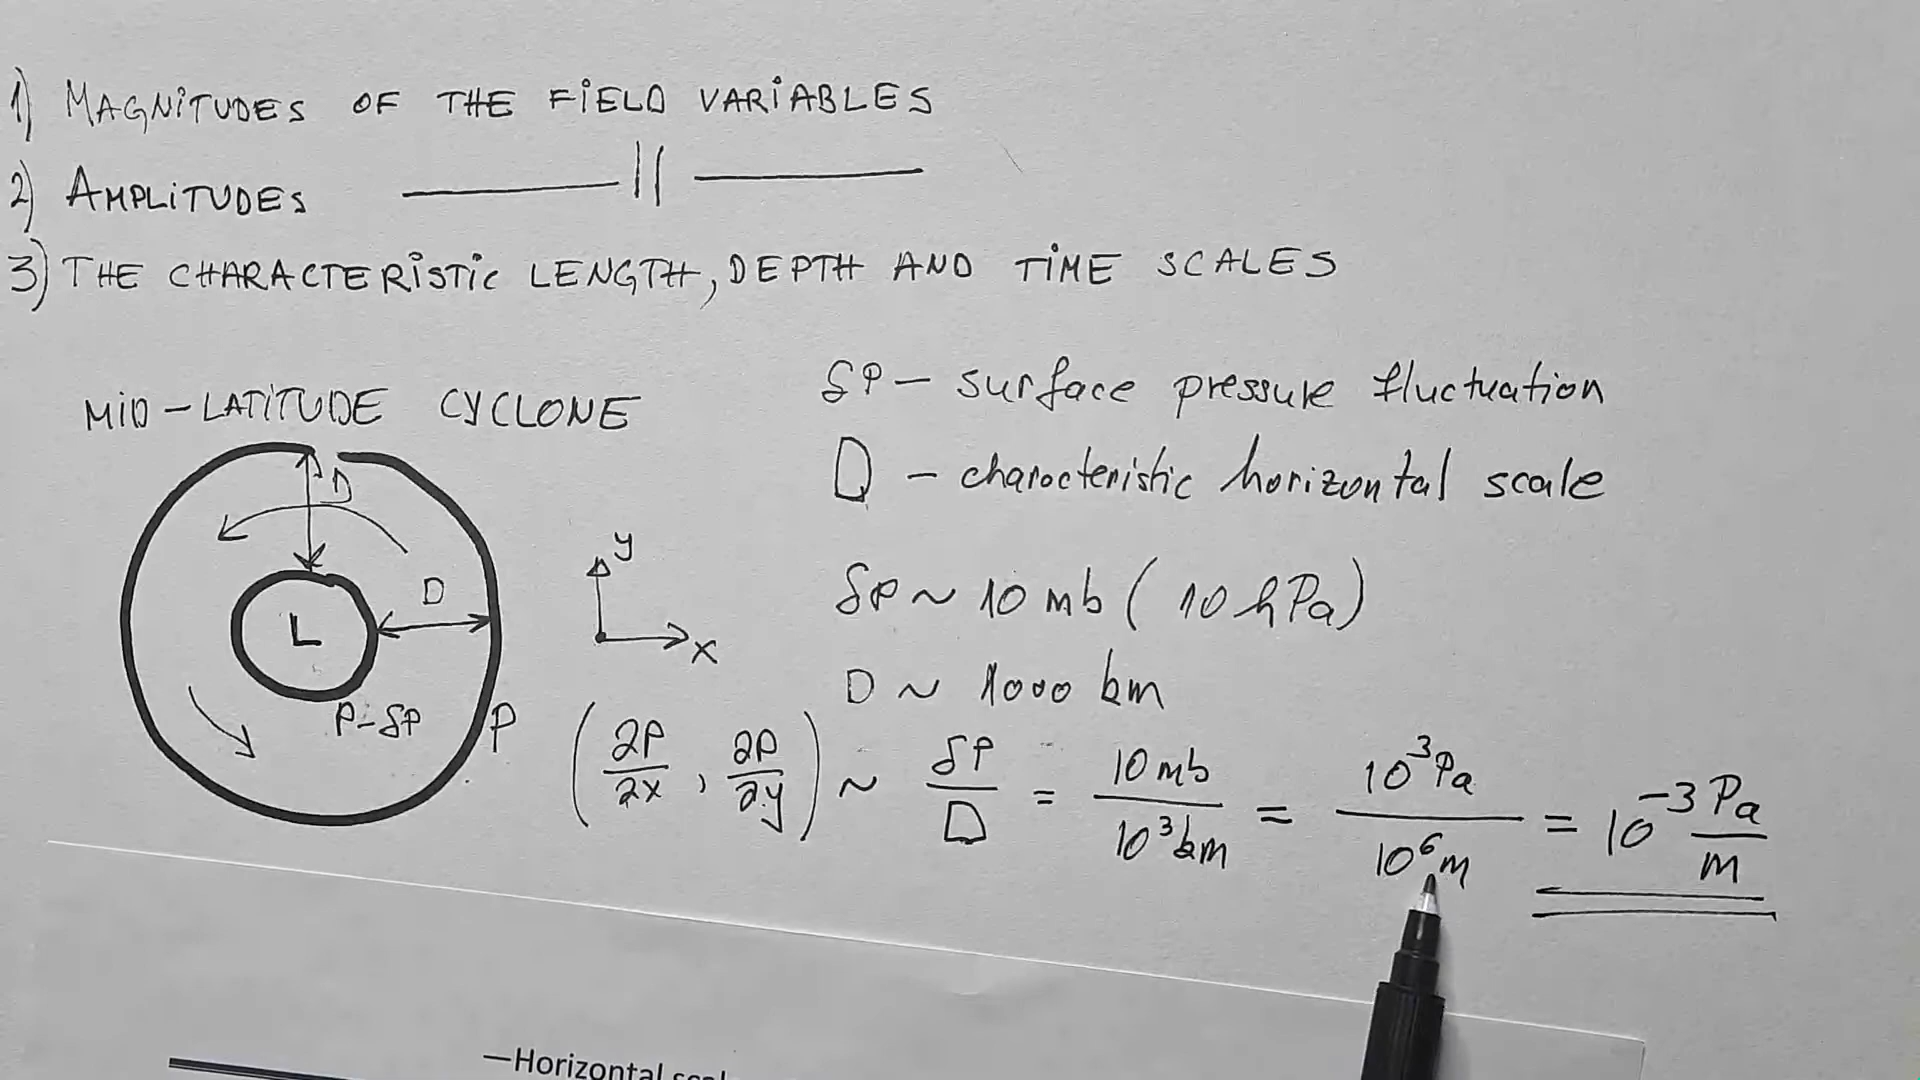 1) MAGNITUDES OF THE FIELD VARIABLES
2) AMPLITUDES —— || ——
3) THE CHARACTERISTIC LENGTH, DEPTH AND TIME SCALES
MID-LATITUDE CYCLONE
D
D
L
P-δP
P
y
x
δP – surface pressure fluctuation
D – characteristic horizontal scale
δP ~ 10 mb ( 10 hPa)
D ~ 1000 km
(∂P/∂x, ∂P/∂y) ~ δP/D = 10 mb/10³ km = 10³ Pa/10⁶ m = 10⁻³ Pa/m
—Horizontal